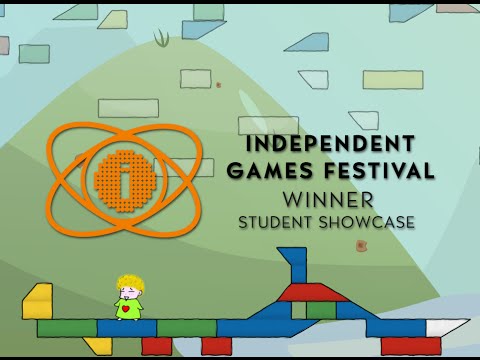 i
INDEPENDENT
GAMES FESTIVAL
WINNER
STUDENT SHOWCASE